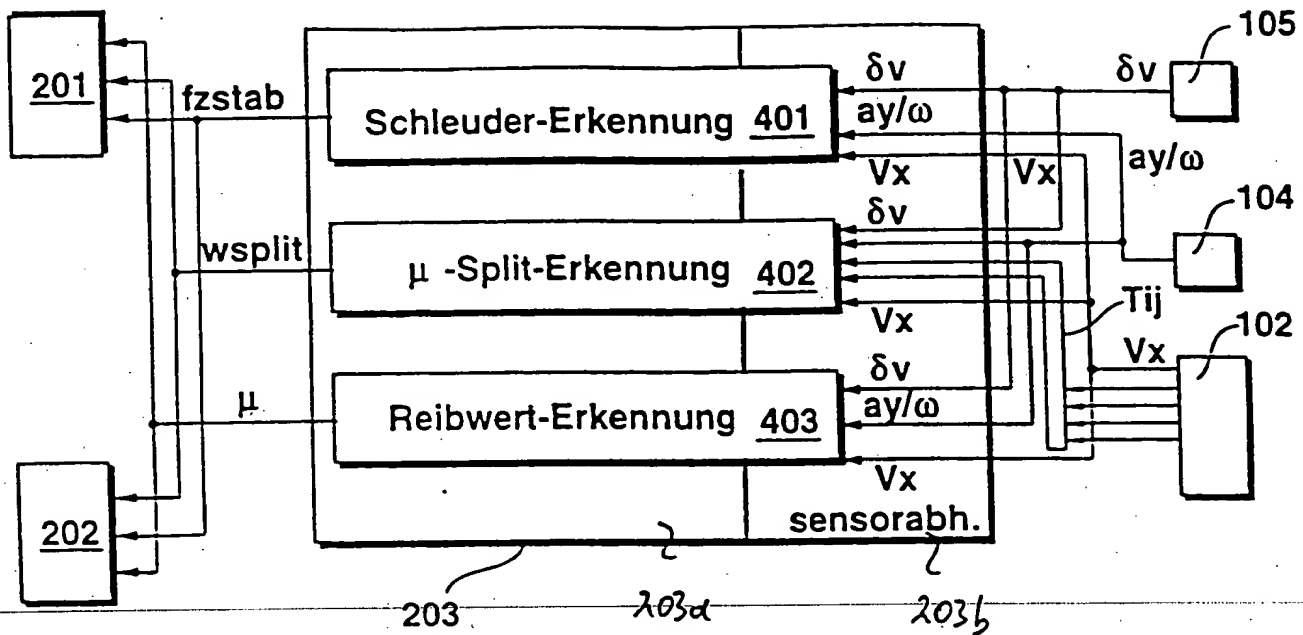 105
201
fzstab
Schleuder-Erkennung 401
δv
δv
ay/ω
Vx
Vx
ay/ω
104
wsplit
μ -Split-Erkennung 402
δv
Vx
Tij
102
Vx
μ
Reibwert-Erkennung 403
δv
ay/ω
Vx
202
sensorabh.
203
203a
203b